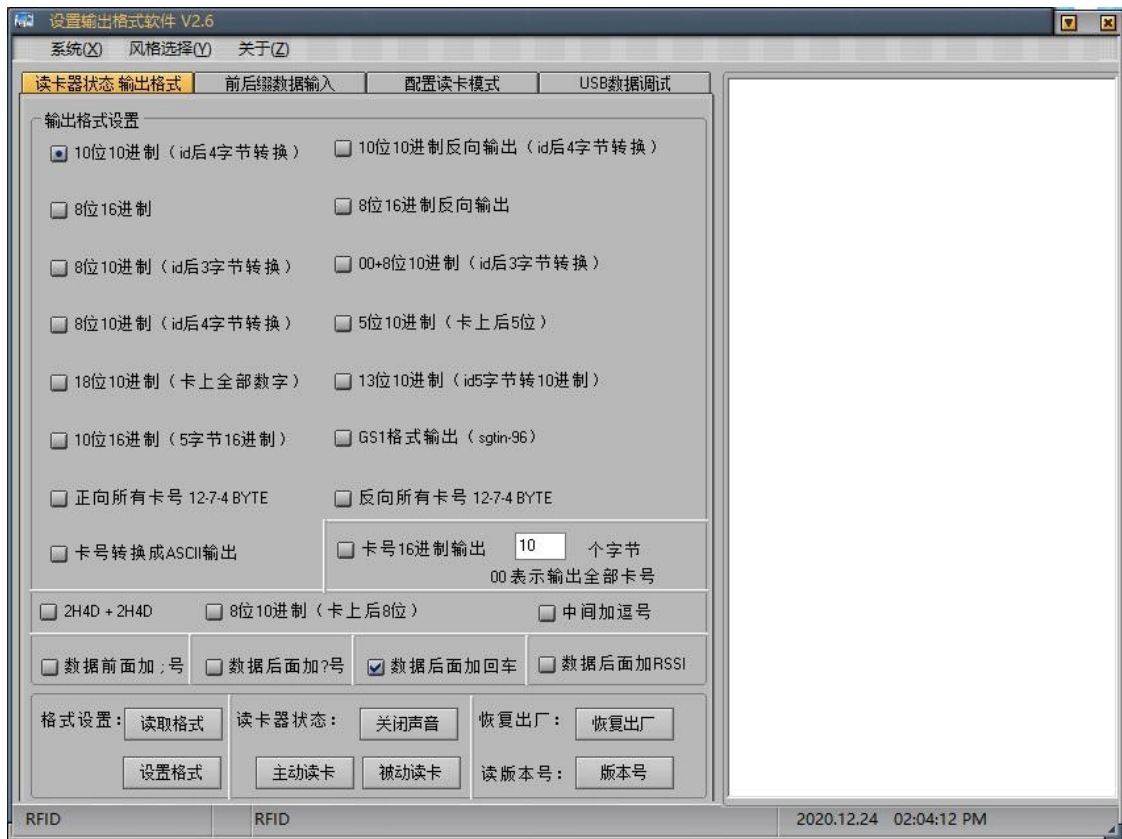 设置输出格式软件 V2.6
系统(X) 风格选择(Y) 关于(Z)
读卡器状态 输出格式 前后缀数据输入 配置读卡模式 USB数据调试
输出格式设置
10位10进制（id后4字节转换） 10位10进制反向输出（id后4字节转换）
8位16进制 8位16进制反向输出
8位10进制（id后3字节转换） 00+8位10进制（id后3字节转换）
8位10进制（id后4字节转换） 5位10进制（卡上后5位）
18位10进制（卡上全部数字） 13位10进制（id5字节转10进制）
10位16进制（5字节16进制） GS1格式输出（sgtin-96）
正向所有卡号 12-7-4 BYTE 反向所有卡号 12-7-4 BYTE
卡号转换成ASCII输出 卡号16进制输出 10 个字节
00表示输出全部卡号
2H4D + 2H4D 8位10进制（卡上后8位） 中间加逗号
数据前面加 ; 号 数据后面加?号 数据后面加回车 数据后面加RSSI
格式设置： 读取格式 读卡器状态： 关闭声音 恢复出厂： 恢复出厂
设置格式 主动读卡 被动读卡 读版本号： 版本号
RFID RFID 2020.12.24 02:04:12 PM